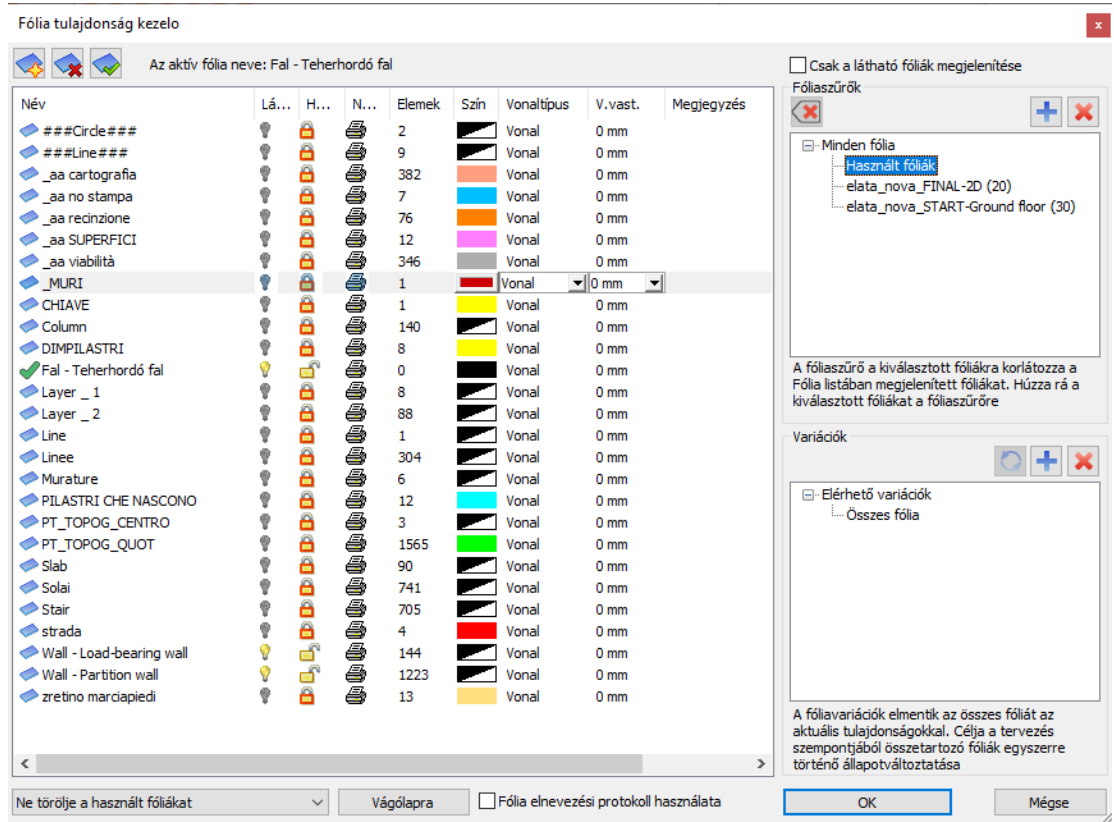 Fólia tulajdonság kezelo
x
Az aktív fólia neve: Fal - Teherhordó fal
Név Lá... H... N... Elemek Szín Vonaltípus V.vast. Megjegyzés
###Circle### 2 Vonal 0 mm
###Line### 9 Vonal 0 mm
_aa cartografia 382 Vonal 0 mm
_aa no stampa 7 Vonal 0 mm
_aa recinzione 76 Vonal 0 mm
_aa SUPERFICI 12 Vonal 0 mm
_aa viabilità 346 Vonal 0 mm
_MURI 1 Vonal 0 mm
CHIAVE 1 Vonal 0 mm
Column 140 Vonal 0 mm
DIMPILASTRI 8 Vonal 0 mm
Fal - Teherhordó fal 0 Vonal 0 mm
Layer _ 1 8 Vonal 0 mm
Layer _ 2 88 Vonal 0 mm
Line 1 Vonal 0 mm
Linee 304 Vonal 0 mm
Murature 6 Vonal 0 mm
PILASTRI CHE NASCONO 12 Vonal 0 mm
PT_TOPOG_CENTRO 3 Vonal 0 mm
PT_TOPOG_QUOT 1565 Vonal 0 mm
Slab 90 Vonal 0 mm
Solai 741 Vonal 0 mm
Stair 705 Vonal 0 mm
strada 4 Vonal 0 mm
Wall - Load-bearing wall 144 Vonal 0 mm
Wall - Partition wall 1223 Vonal 0 mm
zretino marciapiedi 13 Vonal 0 mm
Csak a látható fóliák megjelenítése
Fóliaszűrők
Minden fólia
Használt fóliák
elata_nova_FINAL-2D (20)
elata_nova_START-Ground floor (30)
A fóliaszűrő a kiválasztott fóliákra korlátozza a
Fólia listában megjelenített fóliákat. Húzza rá a
kiválasztott fóliákat a fóliaszűrőre
Variációk
Elérhető variációk
Összes fólia
A fóliavariációk elmentik az összes fóliát az
aktuális tulajdonságokkal. Célja a tervezés
szempontjából összetartozó fóliák egyszerre
történő állapotváltoztatása
Ne törölje a használt fóliákat
Vágólapra
Fólia elnevezési protokoll használata
OK
Mégse